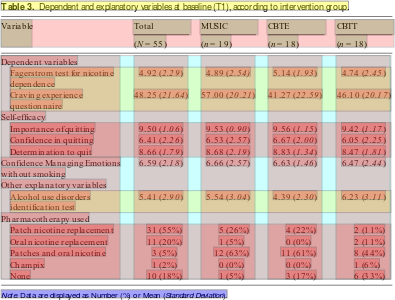 Table 3. Dependent and explanatory variables at baseline (T1), according to intervention group.
Variable Total MUSIC CBTE CBTT
(N = 55) (n = 19) (n = 18) (n = 18)
Dependent variables
Fagerstrom test for nicotine 4.92 (2.29) 4.89 (2.54) 5.14 (1.93) 4.74 (2.45)
dependence
Craving experience 48.25 (21.64) 57.00 (20.21) 41.27 (22.59) 46.10 (20.17)
questionnaire
Self-efficacy
Importance of quitting 9.50 (1.06) 9.53 (0.90) 9.56 (1.15) 9.42 (1.17)
Confidence in quitting 6.41 (2.26) 6.53 (2.57) 6.67 (2.00) 6.05 (2.25)
Determination to quit 8.66 (1.79) 8.68 (2.19) 8.83 (1.34) 8.47 (1.81)
Confidence Managing Emotions 6.59 (2.18) 6.66 (2.57) 6.63 (1.46) 6.47 (2.44)
without smoking
Other explanatory variables
Alcohol use disorders 5.41 (2.90) 5.54 (3.04) 4.39 (2.30) 6.23 (3.11)
identification test
Pharmacotherapy used
Patch nicotine replacement 31 (55%) 5 (26%) 4 (22%) 2 (11%)
Oral nicotine replacement 11 (20%) 1 (5%) 0 (0%) 2 (11%)
Patches and oral nicotine 3 (5%) 12 (63%) 11 (61%) 8 (44%)
Champix 1 (2%) 0 (0%) 0 (0%) 1 (6%)
None 10 (18%) 1 (5%) 3 (17%) 6 (33%)
Note. Data are displayed as Number (%) or Mean (Standard Deviation).